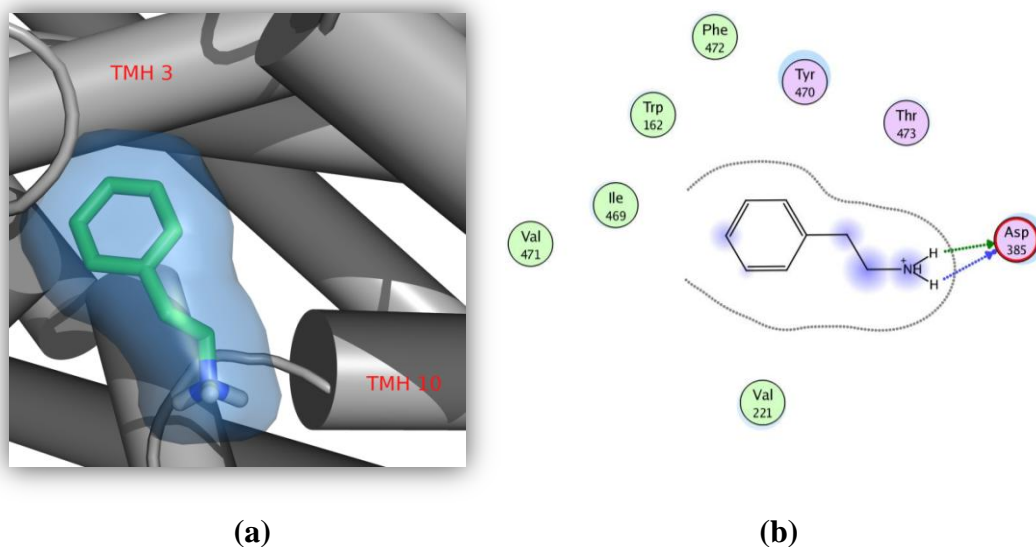 TMH 3
TMH 10
Phe
472
Tyr
470
Trp
162
Thr
473
Ile
469
Val
471
Asp
385
H
+
NH
H
Val
221
(a)
(b)